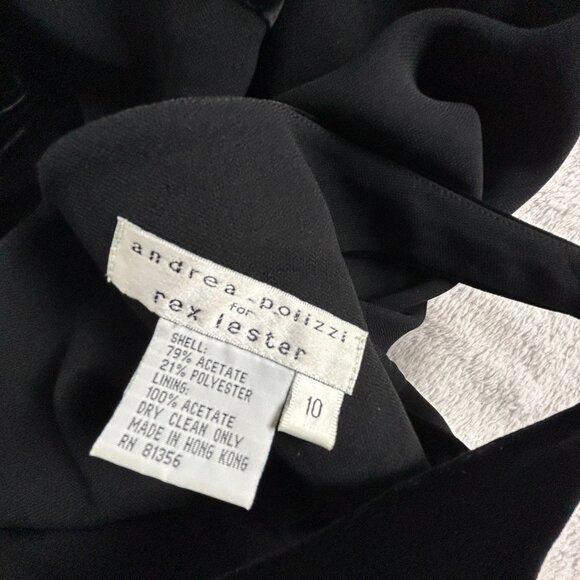 andrea polizzi
for
rex lester
10
SHELL:
79% ACETATE
21% POLYESTER
LINING:
100% ACETATE
DRY CLEAN ONLY
MADE IN HONG KONG
RN 81356